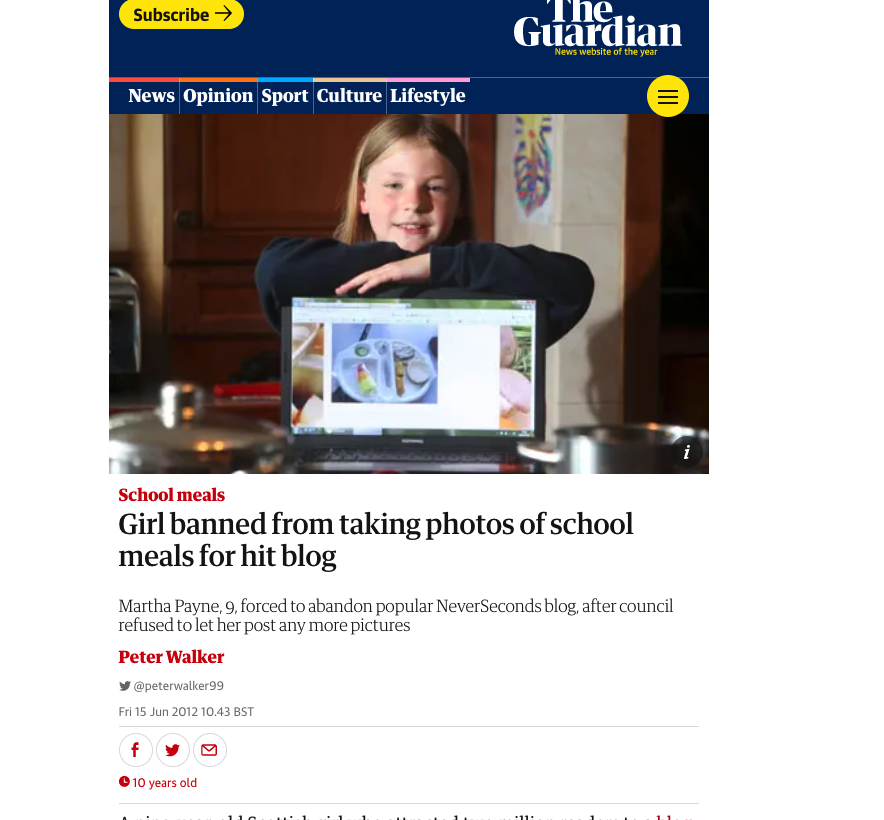 Subscribe
The
Guardian
News website of the year
News Opinion Sport Culture Lifestyle
School meals
Girl banned from taking photos of school
meals for hit blog
Martha Payne, 9, forced to abandon popular NeverSeconds blog, after council
refused to let her post any more pictures
Peter Walker
@peterwalker99
Fri 15 Jun 2012 10.43 BST
10 years old